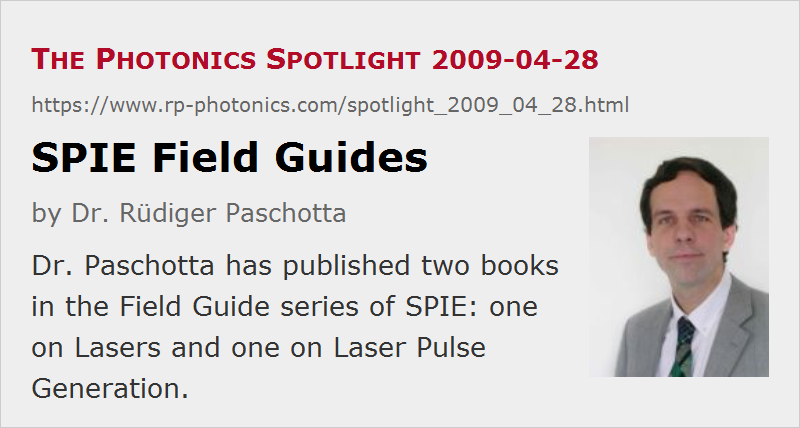 The Photonics Spotlight 2009-04-28
https://www.rp-photonics.com/spotlight_2009_04_28.html
SPIE Field Guides
by Dr. Rüdiger Paschotta
Dr. Paschotta has published two books
in the Field Guide series of SPIE: one
on Lasers and one on Laser Pulse
Generation.